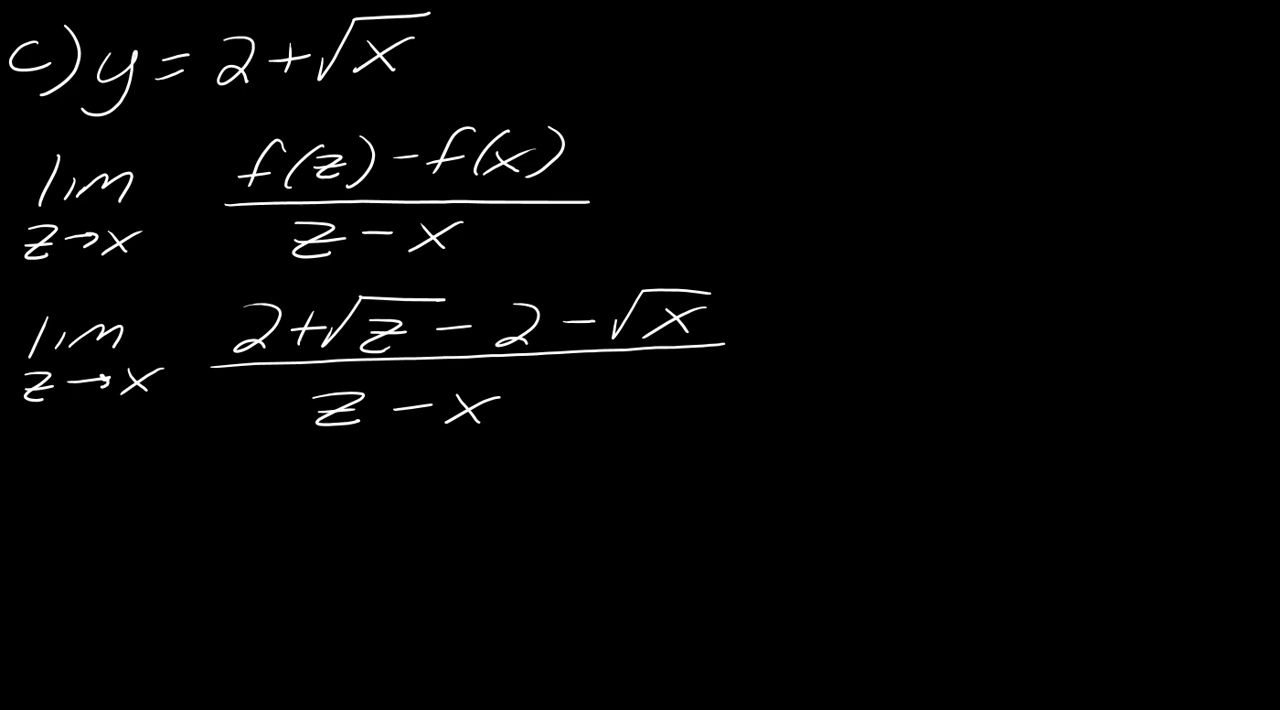 c) y = 2 + √x
lim f(z) - f(x)
z→x z - x
lim 2 + √z - 2 - √x
z→x z - x